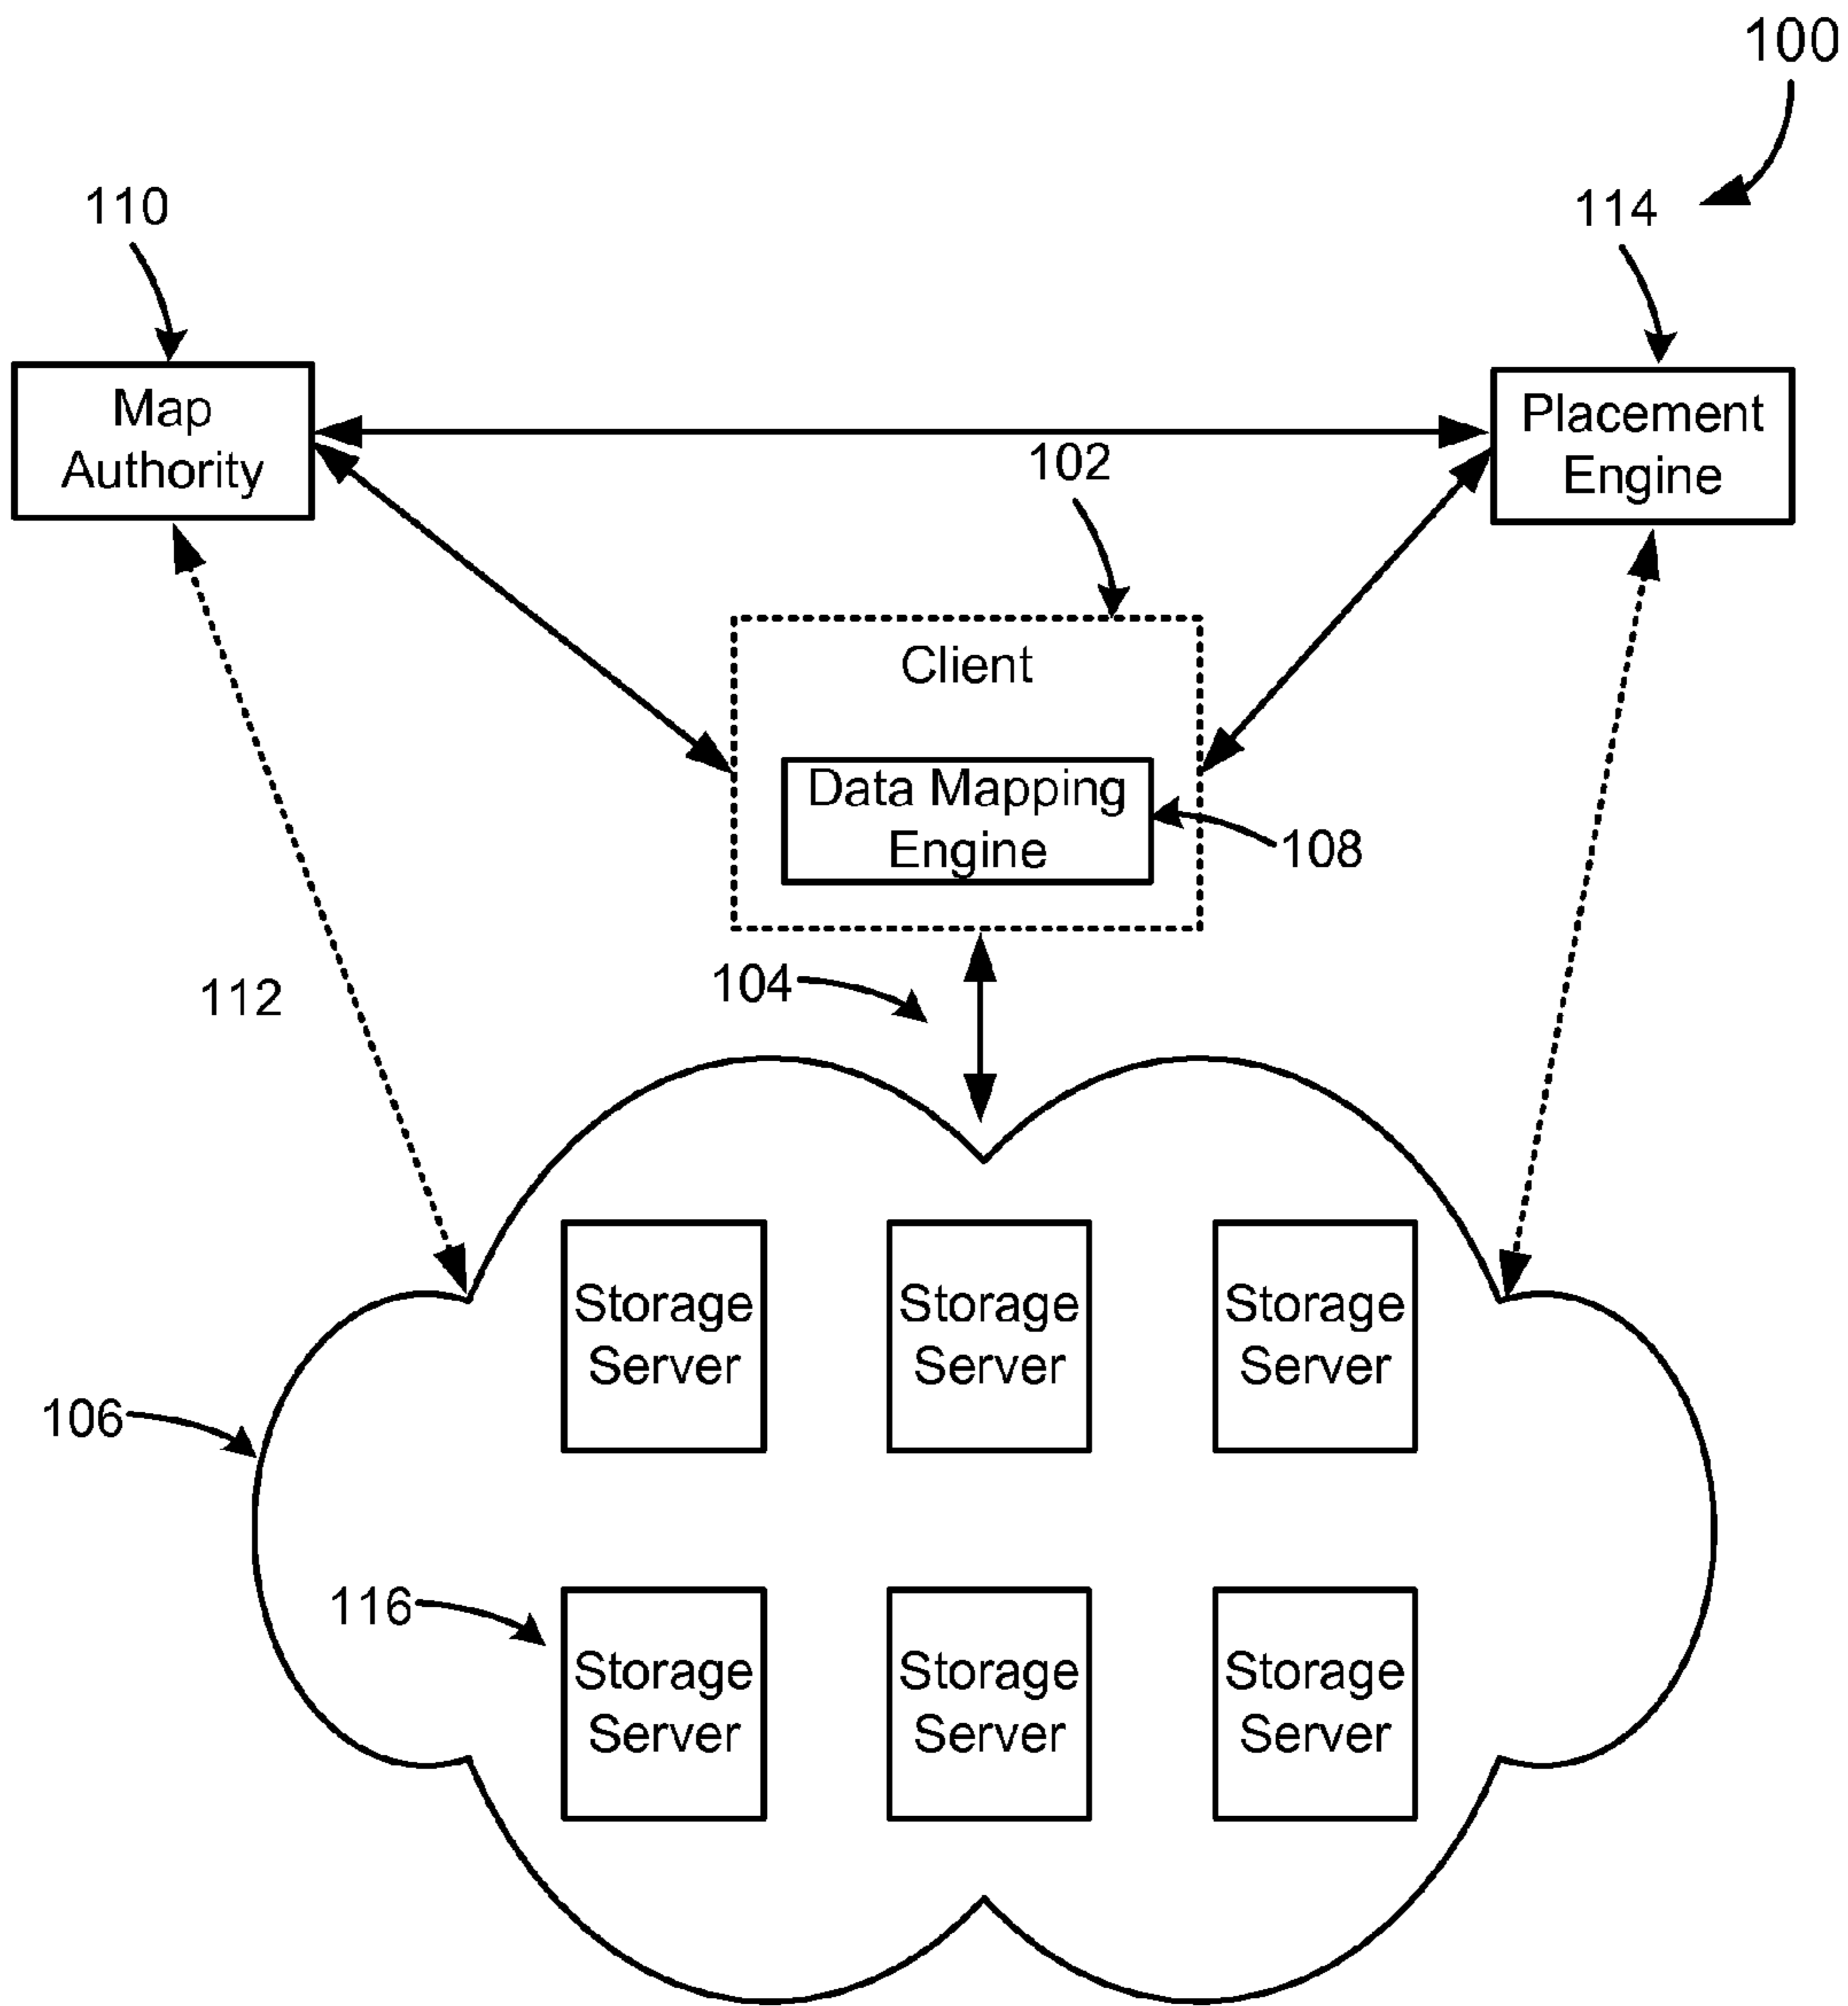 100
110
114
Map
Authority
Placement
Engine
102
Client
Data Mapping
Engine
108
104
112
Storage
Server
Storage
Server
Storage
Server
106
116
Storage
Server
Storage
Server
Storage
Server